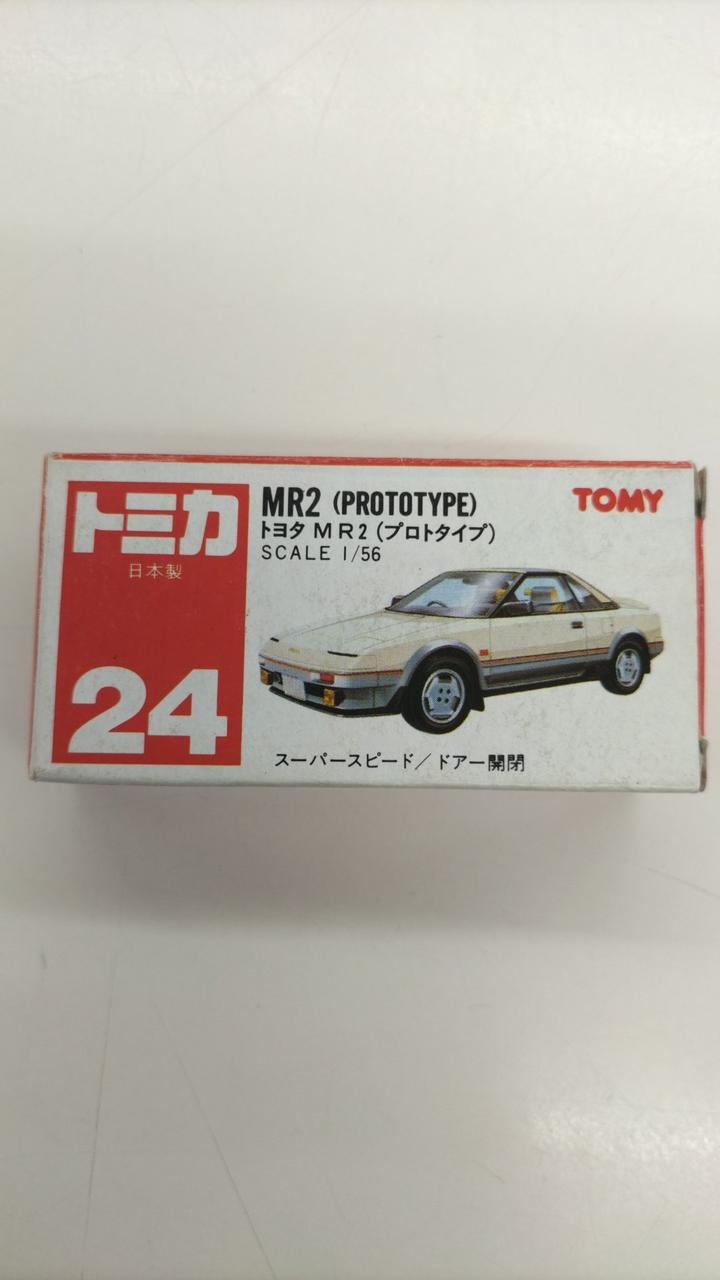 トミカ
日本製
24
MR2 (PROTOTYPE)
トヨタ MR2 (プロトタイプ)
SCALE 1/56
TOMY
スーパースピード/ドアー開閉